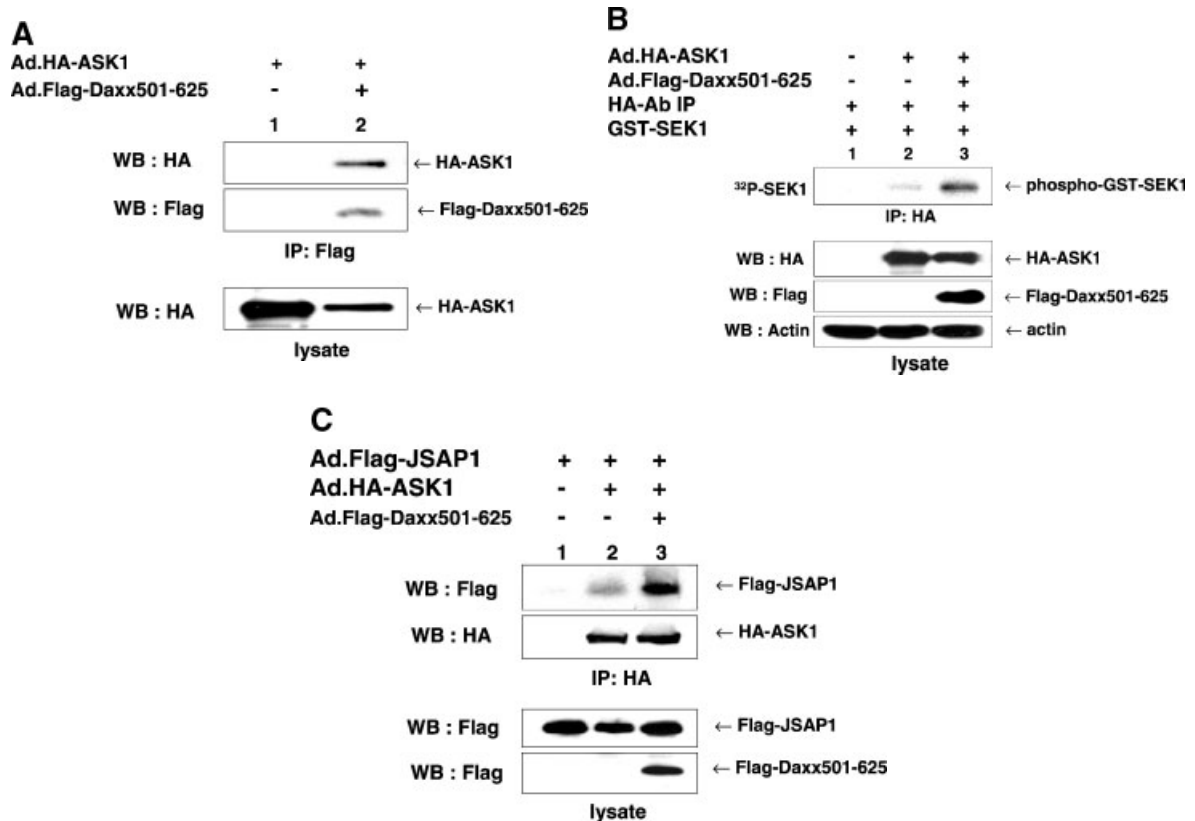 A
Ad.HA-ASK1 + +
Ad.Flag-Daxx501-625 - +
1 2
WB : HA ← HA-ASK1
WB : Flag ← Flag-Daxx501-625
IP: Flag
WB : HA ← HA-ASK1
lysate
B
Ad.HA-ASK1 - + +
Ad.Flag-Daxx501-625 - - +
HA-Ab IP + + +
GST-SEK1 + + +
1 2 3
³²P-SEK1 ← phospho-GST-SEK1
IP: HA
WB : HA ← HA-ASK1
WB : Flag ← Flag-Daxx501-625
WB : Actin ← actin
lysate
C
Ad.Flag-JSAP1 + + +
Ad.HA-ASK1 - + +
Ad.Flag-Daxx501-625 - - +
1 2 3
WB : Flag ← Flag-JSAP1
WB : HA ← HA-ASK1
IP: HA
WB : Flag ← Flag-JSAP1
WB : Flag ← Flag-Daxx501-625
lysate